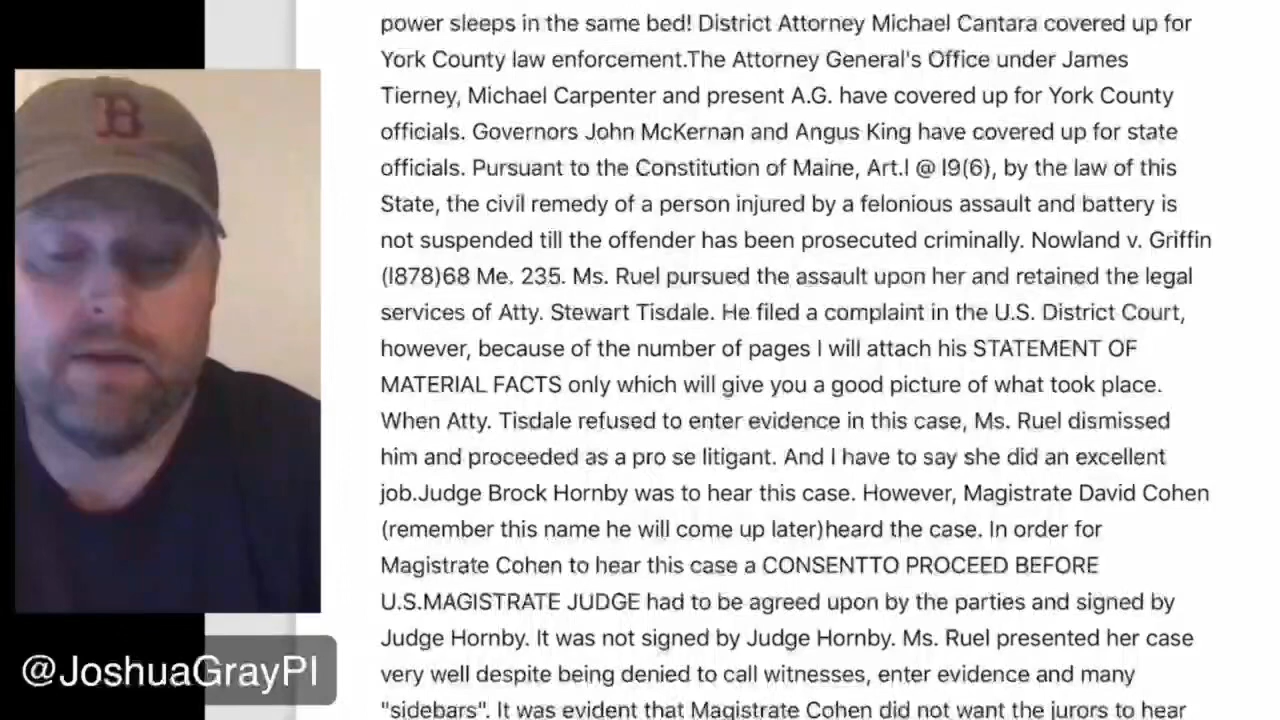 B
power sleeps in the same bed! District Attorney Michael Cantara covered up for
York County law enforcement.The Attorney General's Office under James
Tierney, Michael Carpenter and present A.G. have covered up for York County
officials. Governors John McKernan and Angus King have covered up for state
officials. Pursuant to the Constitution of Maine, Art.I @ I9(6), by the law of this
State, the civil remedy of a person injured by a felonious assault and battery is
not suspended till the offender has been prosecuted criminally. Nowland v. Griffin
(I878)68 Me. 235. Ms. Ruel pursued the assault upon her and retained the legal
services of Atty. Stewart Tisdale. He filed a complaint in the U.S. District Court,
however, because of the number of pages I will attach his STATEMENT OF
MATERIAL FACTS only which will give you a good picture of what took place.
When Atty. Tisdale refused to enter evidence in this case, Ms. Ruel dismissed
him and proceeded as a pro se litigant. And I have to say she did an excellent
job.Judge Brock Hornby was to hear this case. However, Magistrate David Cohen
(remember this name he will come up later)heard the case. In order for
Magistrate Cohen to hear this case a CONSENTTO PROCEED BEFORE
U.S.MAGISTRATE JUDGE had to be agreed upon by the parties and signed by
Judge Hornby. It was not signed by Judge Hornby. Ms. Ruel presented her case
very well despite being denied to call witnesses, enter evidence and many
"sidebars". It was evident that Magistrate Cohen did not want the jurors to hear
@JoshuaGrayPI